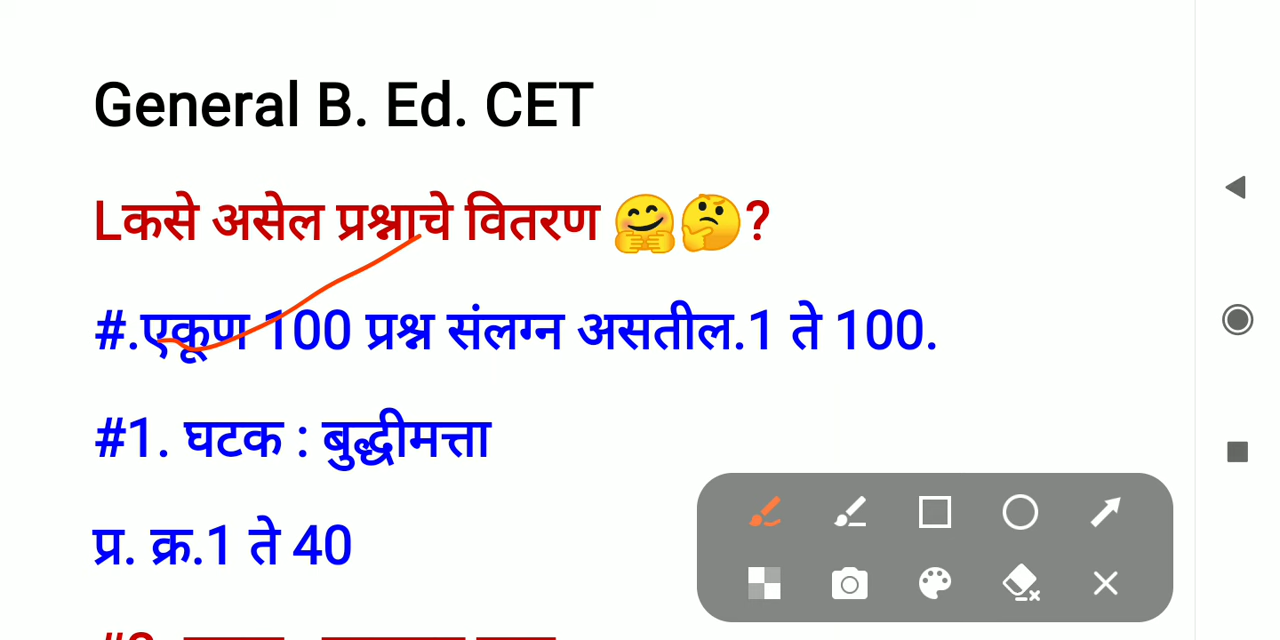 General B. Ed. CET
Lकसे असेल प्रश्नाचे वितरण 🤗🤔?
#.एकूण 100 प्रश्न संलग्न असतील.1 ते 100.
#1. घटक : बुद्धीमत्ता
प्र. क्र.1 ते 40